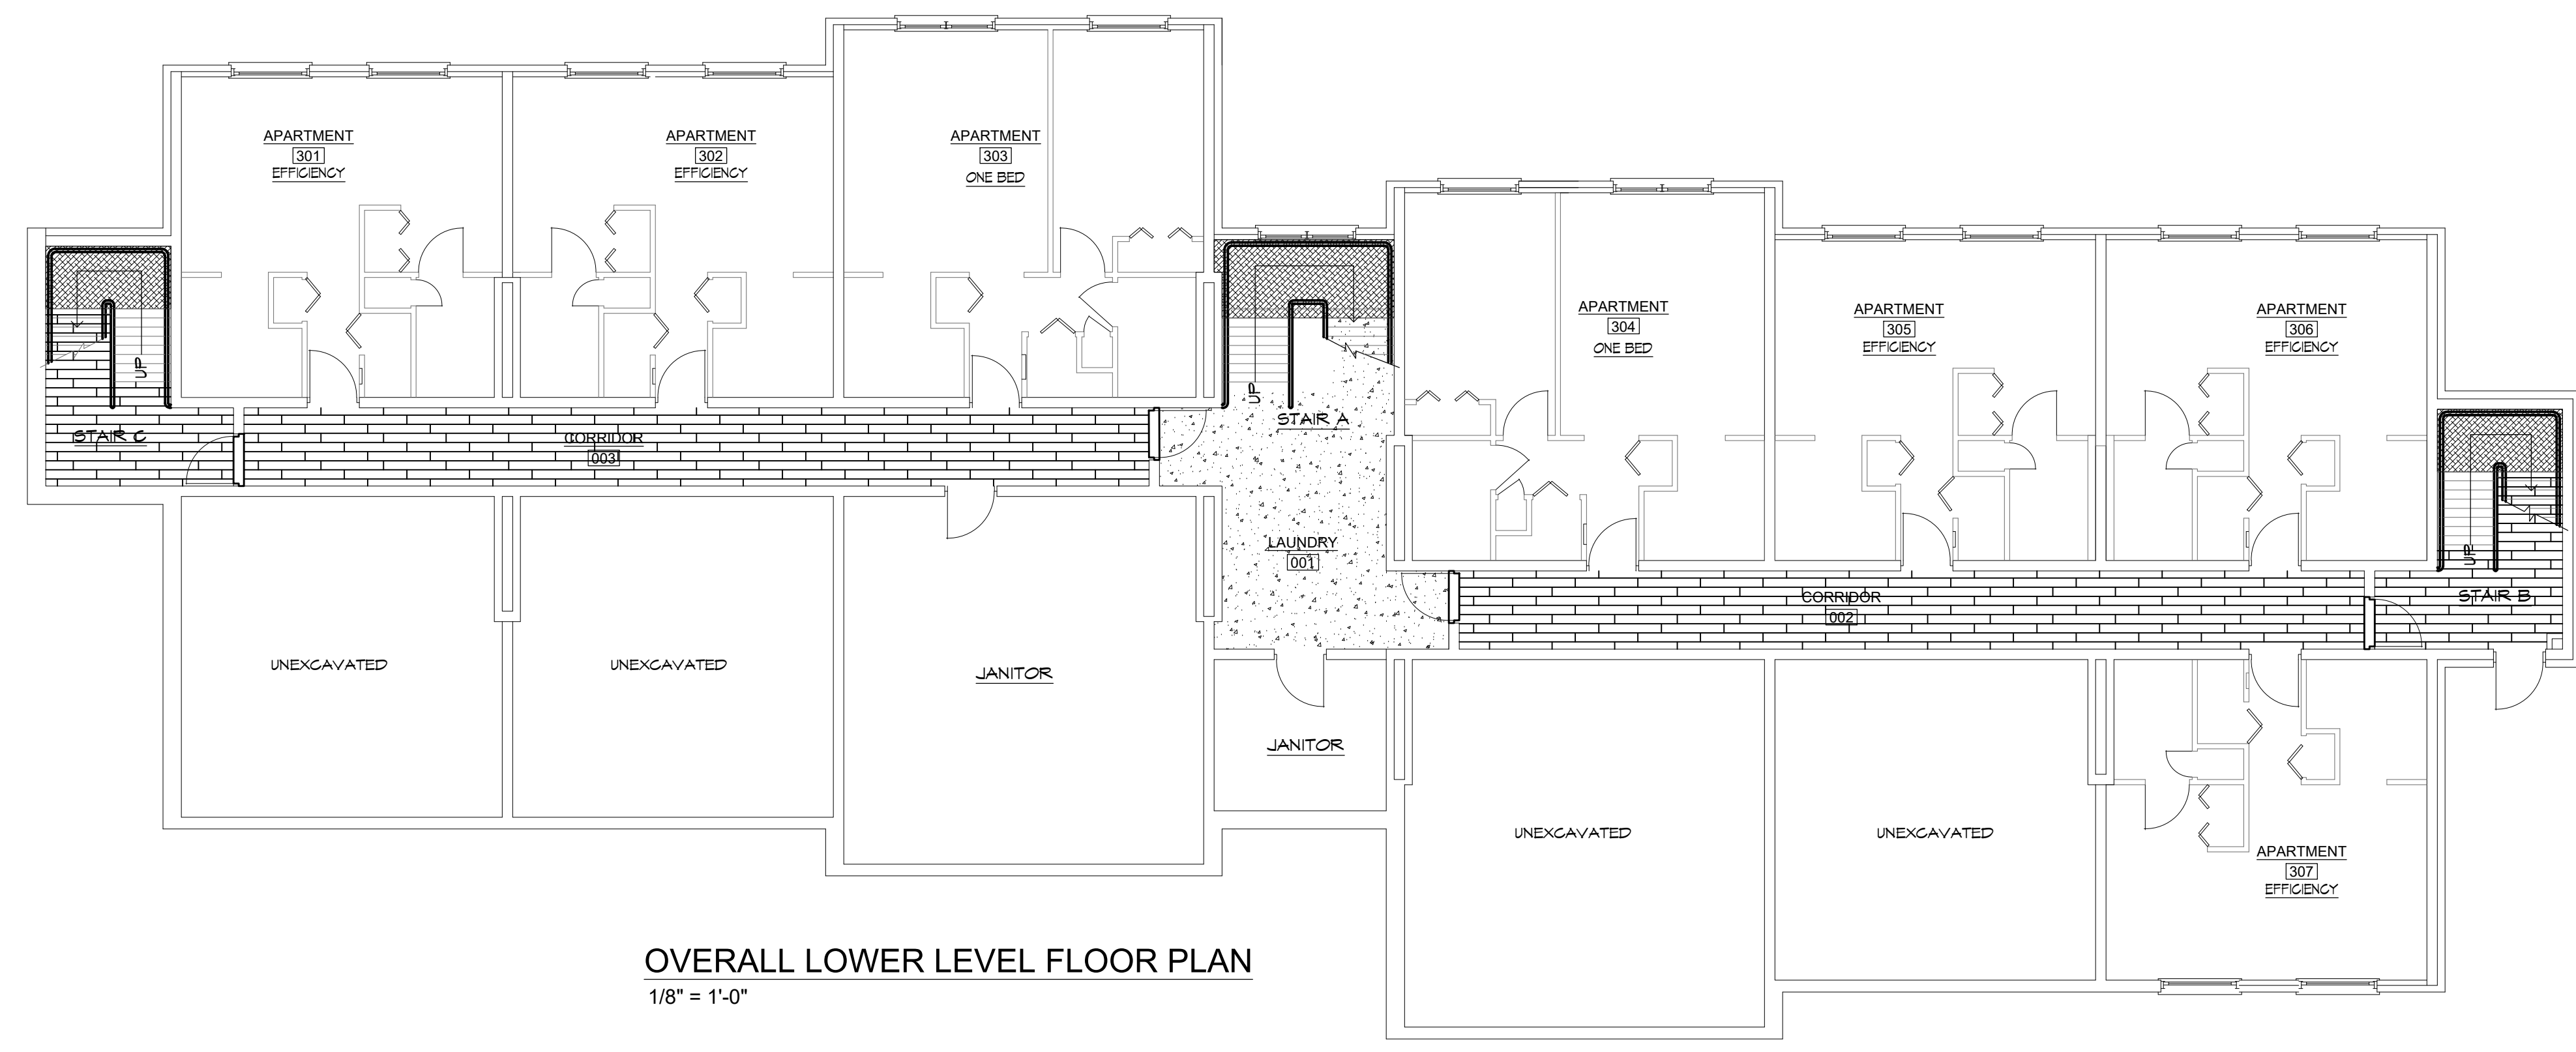 APARTMENT
301
EFFICIENCY
APARTMENT
302
EFFICIENCY
APARTMENT
303
ONE BED
APARTMENT
304
ONE BED
APARTMENT
305
EFFICIENCY
APARTMENT
306
EFFICIENCY
UP
STAIR C
CORRIDOR
003
UP
STAIR A
LAUNDRY
001
CORRIDOR
002
UP
STAIR B
UNEXCAVATED
UNEXCAVATED
JANITOR
JANITOR
UNEXCAVATED
UNEXCAVATED
APARTMENT
307
EFFICIENCY
OVERALL LOWER LEVEL FLOOR PLAN
1/8" = 1'-0"